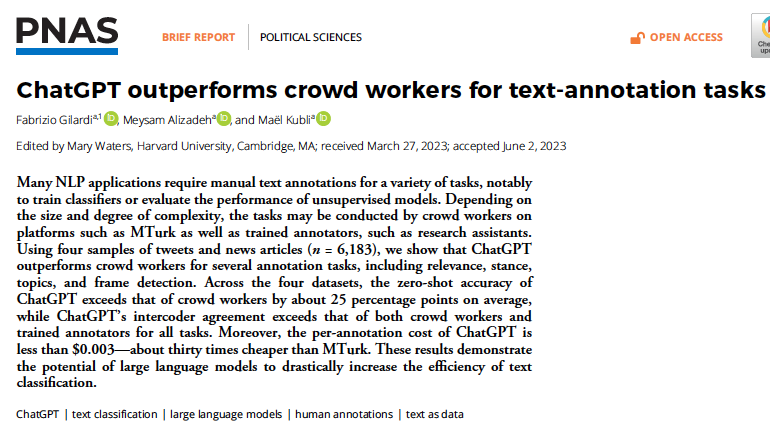 PNAS
BRIEF REPORT | POLITICAL SCIENCES
OPEN ACCESS
ChatGPT outperforms crowd workers for text-annotation tasks
Fabrizio Gilardia,1 iD, Meysam Alizadeha iD, and Maël Kublia iD
Edited by Mary Waters, Harvard University, Cambridge, MA; received March 27, 2023; accepted June 2, 2023
Many NLP applications require manual text annotations for a variety of tasks, notably
to train classifiers or evaluate the performance of unsupervised models. Depending on
the size and degree of complexity, the tasks may be conducted by crowd workers on
platforms such as MTurk as well as trained annotators, such as research assistants.
Using four samples of tweets and news articles (n = 6,183), we show that ChatGPT
outperforms crowd workers for several annotation tasks, including relevance, stance,
topics, and frame detection. Across the four datasets, the zero-shot accuracy of
ChatGPT exceeds that of crowd workers by about 25 percentage points on average,
while ChatGPT's intercoder agreement exceeds that of both crowd workers and
trained annotators for all tasks. Moreover, the per-annotation cost of ChatGPT is
less than $0.003—about thirty times cheaper than MTurk. These results demonstrate
the potential of large language models to drastically increase the efficiency of text
classification.
ChatGPT | text classification | large language models | human annotations | text as data